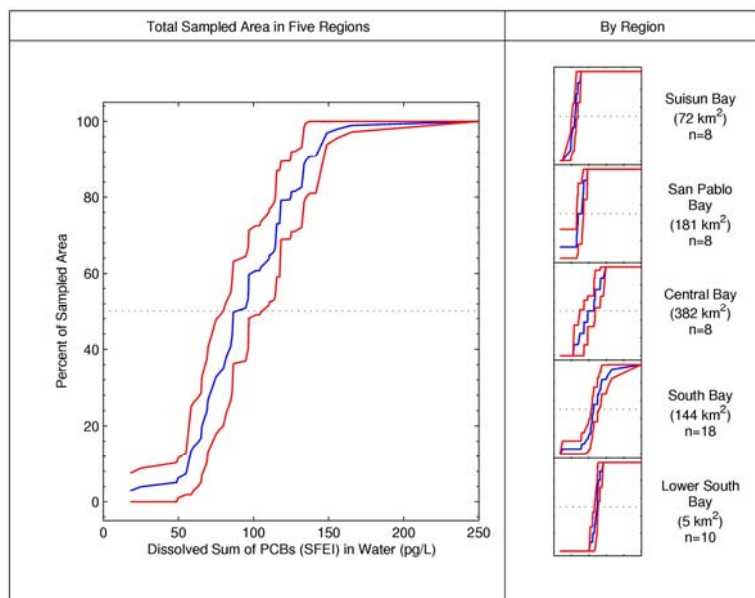 Total Sampled Area in Five Regions
By Region
Percent of Sampled Area
100
80
60
40
20
0
0 50 100 150 200 250
Dissolved Sum of PCBs (SFEI) in Water (pg/L)
Suisun Bay
(72 km²)
n=8
San Pablo
Bay
(181 km²)
n=8
Central Bay
(382 km²)
n=8
South Bay
(144 km²)
n=18
Lower South
Bay
(5 km²)
n=10